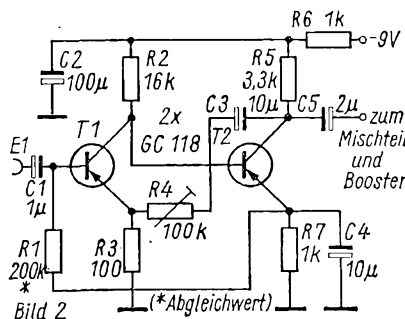 R6 1k
-9V
C2
100µ
R2
16k
R5
3,3k
2x
GC 118
C3
10µ
C5
2µ
zum
Mischteil
und
Booster
T1
T2
E1
C1
1µ
R4
100k
R1
200k
*
R3
100
R7
1k
C4
10µ
Bild 2
(*Abgleichwert)